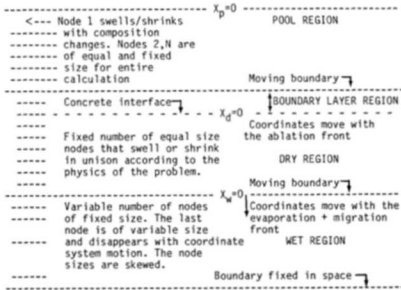 Xp=0
<--- Node 1 swells/shrinks POOL REGION
with composition
changes. Nodes 2,N are
of equal and fixed
size for entire
calculation Moving boundary
Concrete interface BOUNDARY LAYER REGION
Xd=0
Coordinates move with
Fixed number of equal size the ablation front
nodes that swell or shrink
in unison according to the DRY REGION
physics of the problem.
Moving boundary
Xw=0
Variable number of nodes Coordinates move with the
of fixed size. The last evaporation + migration
node is of variable size front
and disappears with coordinate WET REGION
system motion. The node
sizes are skewed.
Boundary fixed in space